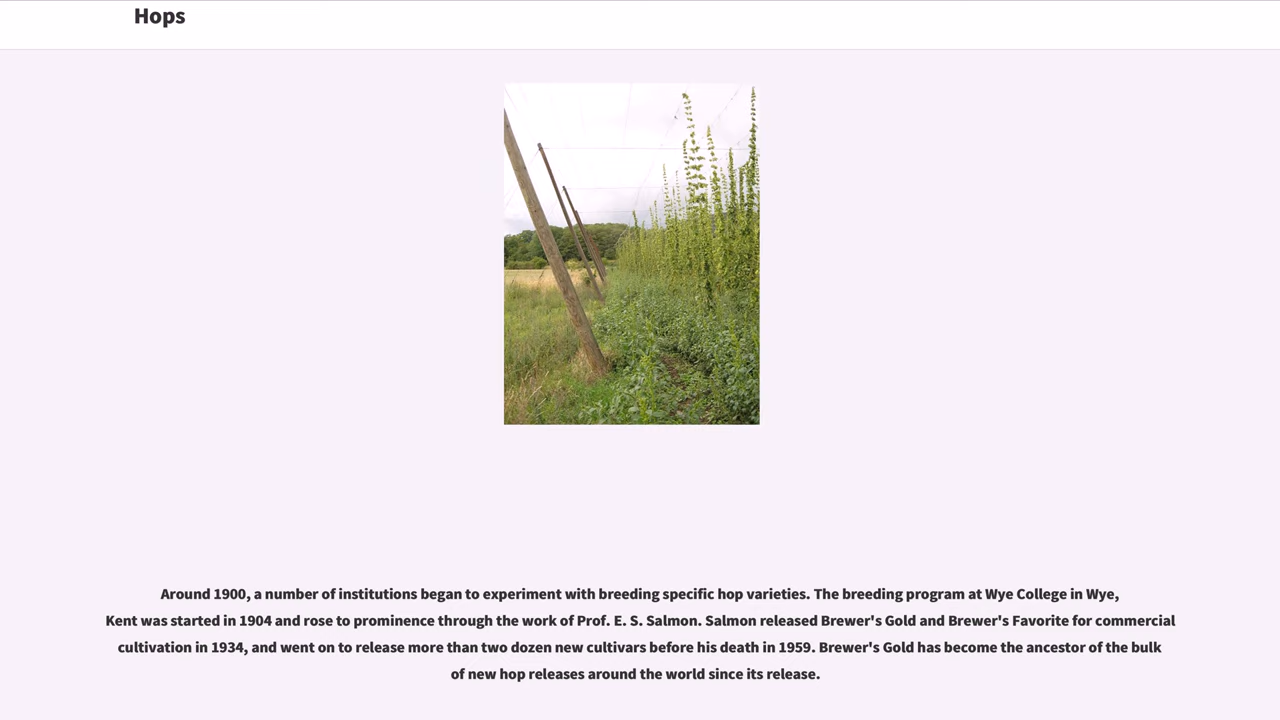 Hops
Around 1900, a number of institutions began to experiment with breeding specific hop varieties. The breeding program at Wye College in Wye,
Kent was started in 1904 and rose to prominence through the work of Prof. E. S. Salmon. Salmon released Brewer's Gold and Brewer's Favorite for commercial
cultivation in 1934, and went on to release more than two dozen new cultivars before his death in 1959. Brewer's Gold has become the ancestor of the bulk
of new hop releases around the world since its release.